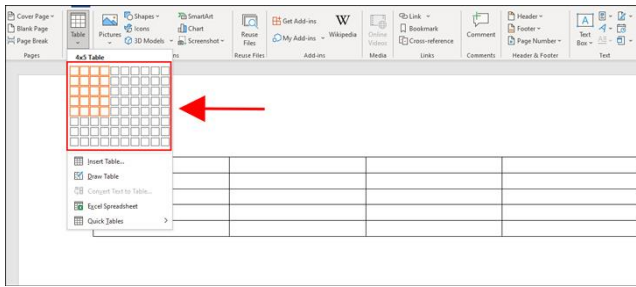 Cover Page
Blank Page
Page Break
Pages
Table
Pictures
Shapes
Icons
3D Models
SmartArt
Chart
Screenshot
ns
Reuse
Files
Reuse Files
Get Add-ins
My Add-ins
Wikipedia
Add-ins
Online
Videos
Media
Link
Bookmark
Cross-reference
Links
Comment
Comments
Header
Footer
Page Number
Header & Footer
Text
Box
Text
4x5 Table
Insert Table...
Draw Table
Convert Text to Table...
Excel Spreadsheet
Quick Tables